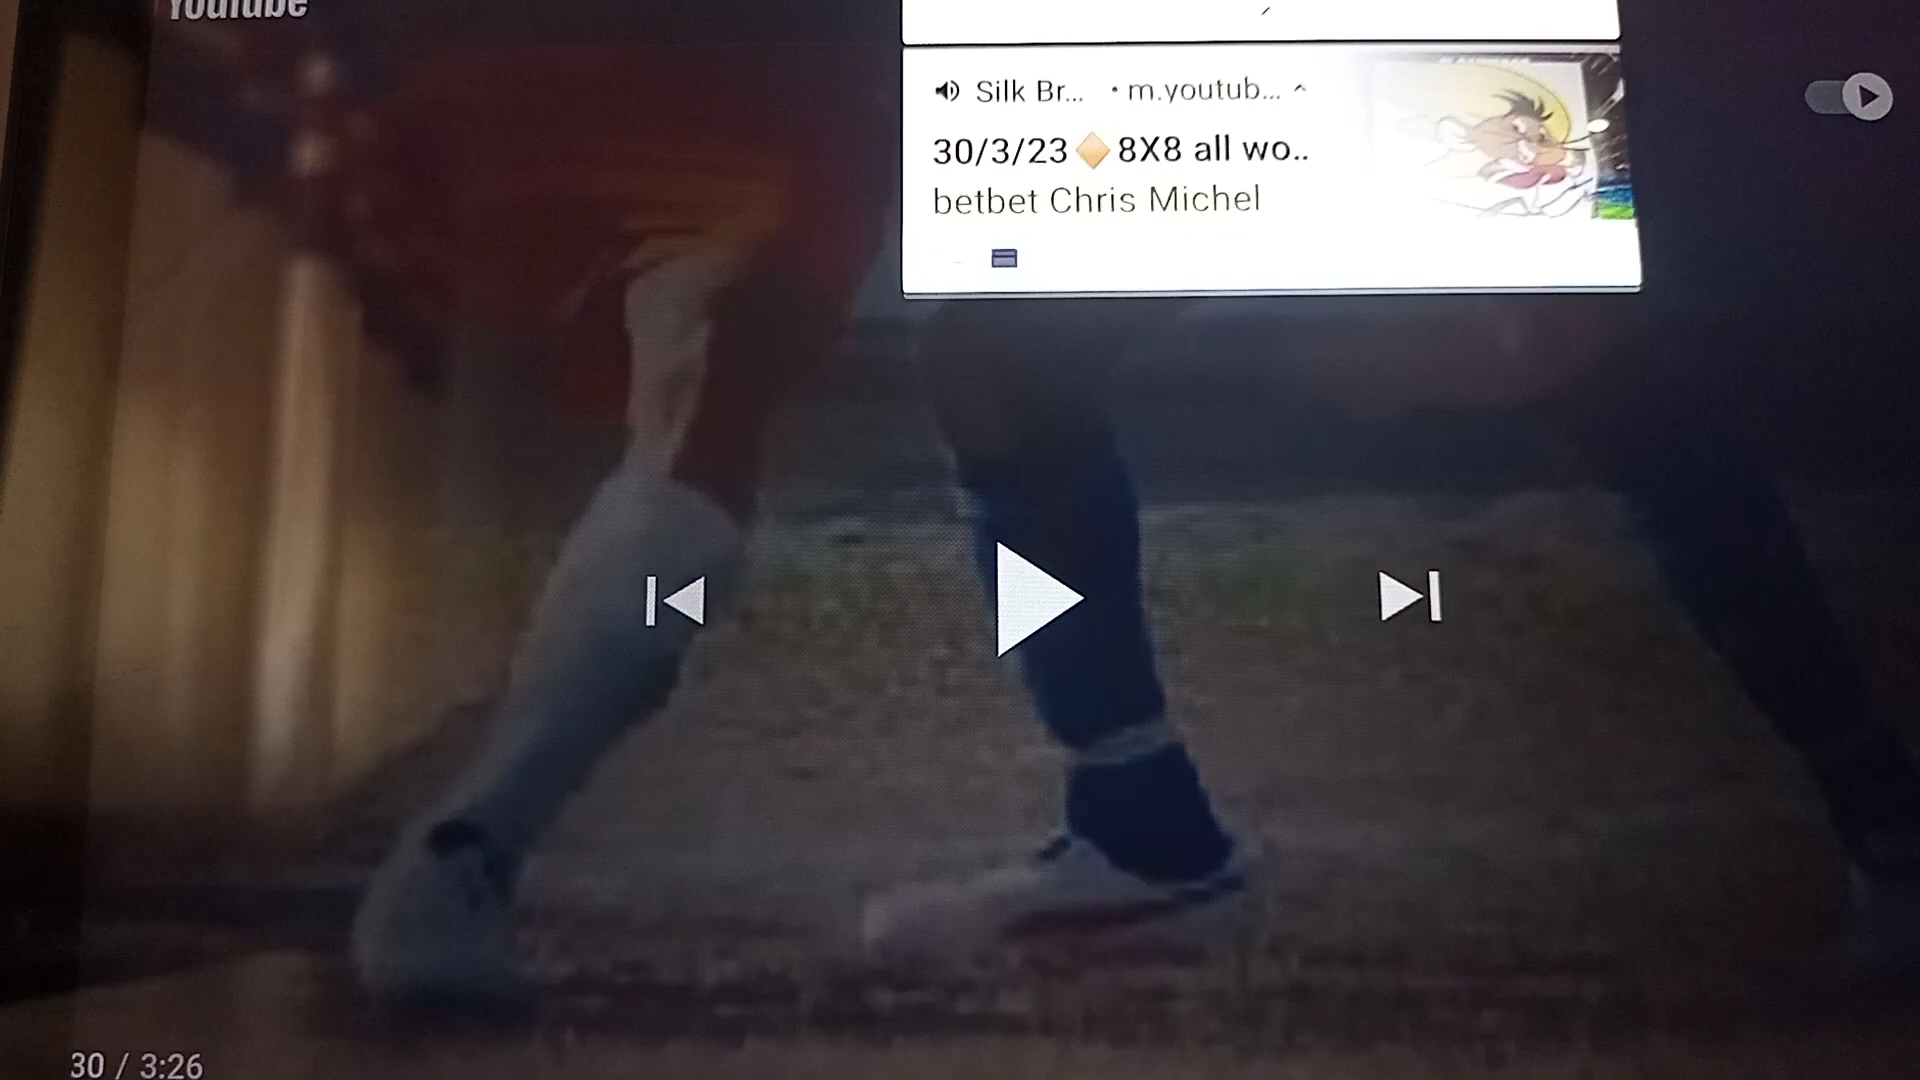 YouTube
Silk Br... • m.youtub...
30/3/23🔶8X8 all wo..
betbet Chris Michel
30 / 3:26